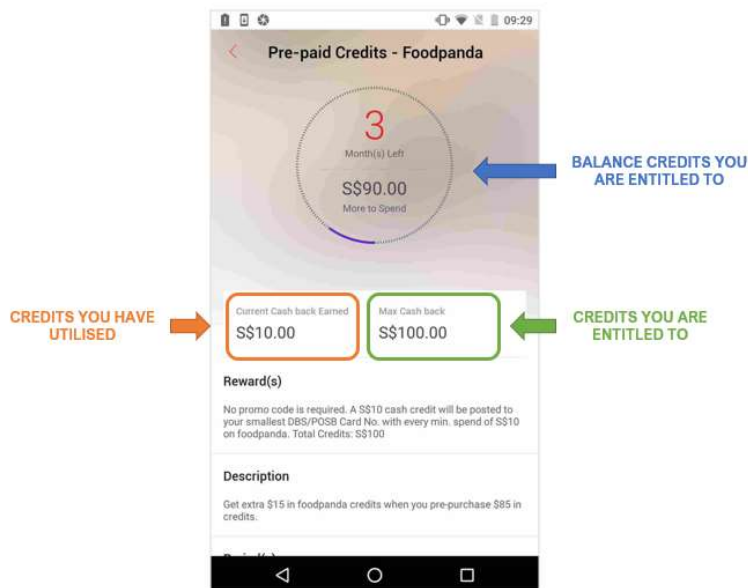 09:29
Pre-paid Credits - Foodpanda
3
Month(s) Left
S$90.00
More to Spend
BALANCE CREDITS YOU
ARE ENTITLED TO
CREDITS YOU HAVE
UTILISED
Current Cash back Earned
S$10.00
Max Cash back
S$100.00
CREDITS YOU ARE
ENTITLED TO
Reward(s)
No promo code is required. A S$10 cash credit will be posted to
your smallest DBS/POSB Card No. with every min. spend of S$10
on foodpanda. Total Credits: S$100
Description
Get extra $15 in foodpanda credits when you pre-purchase $85 in
credits.